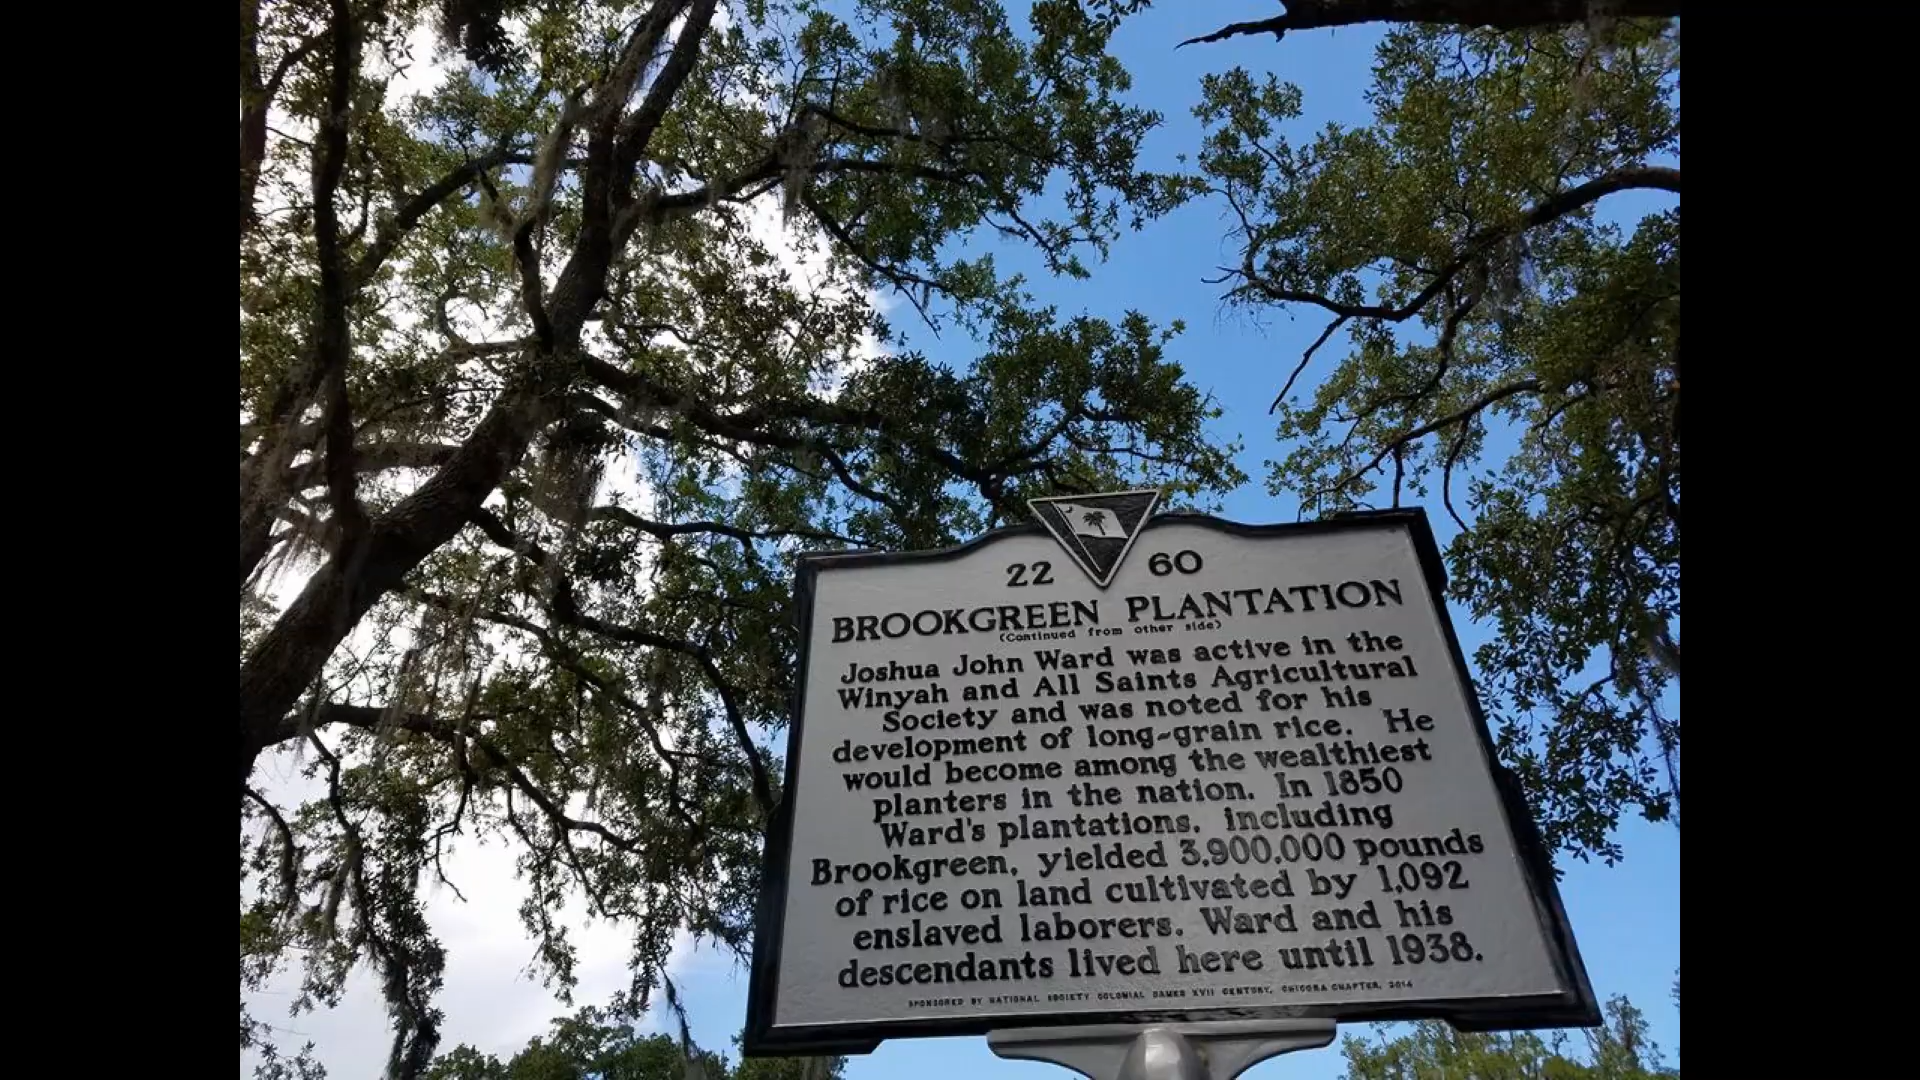 22 60
BROOKGREEN PLANTATION
(Continued from other side)
Joshua John Ward was active in the
Winyah and All Saints Agricultural
Society and was noted for his
development of long-grain rice. He
would become among the wealthiest
planters in the nation. In 1850
Ward's plantations, including
Brookgreen, yielded 3,900,000 pounds
of rice on land cultivated by 1,092
enslaved laborers. Ward and his
descendants lived here until 1938.
SPONSORED BY NATIONAL SOCIETY COLONIAL DAMES XVII CENTURY, CHICORA CHAPTER, 2014